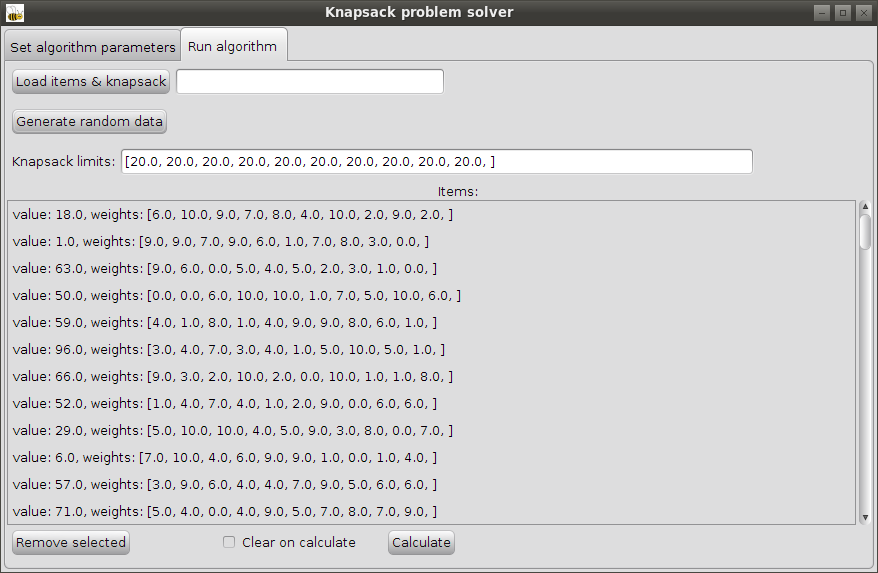 Knapsack problem solver
Set algorithm parameters Run algorithm
Load items & knapsack
Generate random data
Knapsack limits: [20.0, 20.0, 20.0, 20.0, 20.0, 20.0, 20.0, 20.0, 20.0, 20.0, ]
Items:
value: 18.0, weights: [6.0, 10.0, 9.0, 7.0, 8.0, 4.0, 10.0, 2.0, 9.0, 2.0, ]
value: 1.0, weights: [9.0, 9.0, 7.0, 9.0, 6.0, 1.0, 7.0, 8.0, 3.0, 0.0, ]
value: 63.0, weights: [9.0, 6.0, 0.0, 5.0, 4.0, 5.0, 2.0, 3.0, 1.0, 0.0, ]
value: 50.0, weights: [0.0, 0.0, 6.0, 10.0, 10.0, 1.0, 7.0, 5.0, 10.0, 6.0, ]
value: 59.0, weights: [4.0, 1.0, 8.0, 1.0, 4.0, 9.0, 9.0, 8.0, 6.0, 1.0, ]
value: 96.0, weights: [3.0, 4.0, 7.0, 3.0, 4.0, 1.0, 5.0, 10.0, 5.0, 1.0, ]
value: 66.0, weights: [9.0, 3.0, 2.0, 10.0, 2.0, 0.0, 10.0, 1.0, 1.0, 8.0, ]
value: 52.0, weights: [1.0, 4.0, 7.0, 4.0, 1.0, 2.0, 9.0, 0.0, 6.0, 6.0, ]
value: 29.0, weights: [5.0, 10.0, 10.0, 4.0, 5.0, 9.0, 3.0, 8.0, 0.0, 7.0, ]
value: 6.0, weights: [7.0, 10.0, 4.0, 6.0, 9.0, 9.0, 1.0, 0.0, 1.0, 4.0, ]
value: 57.0, weights: [3.0, 9.0, 6.0, 4.0, 4.0, 7.0, 9.0, 5.0, 6.0, 6.0, ]
value: 71.0, weights: [5.0, 4.0, 0.0, 4.0, 9.0, 5.0, 7.0, 8.0, 7.0, 9.0, ]
Remove selected Clear on calculate Calculate